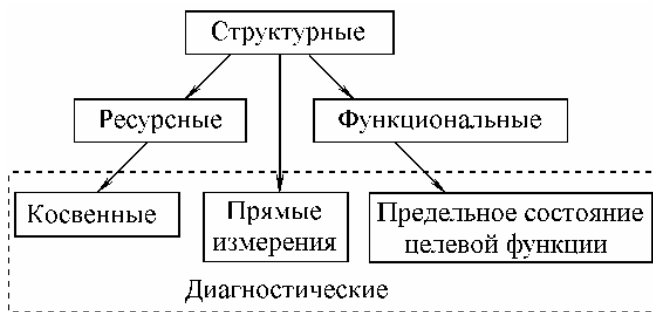 Структурные
Ресурсные
Функциональные
Косвенные
Прямые
измерения
Предельное состояние
целевой функции
Диагностические